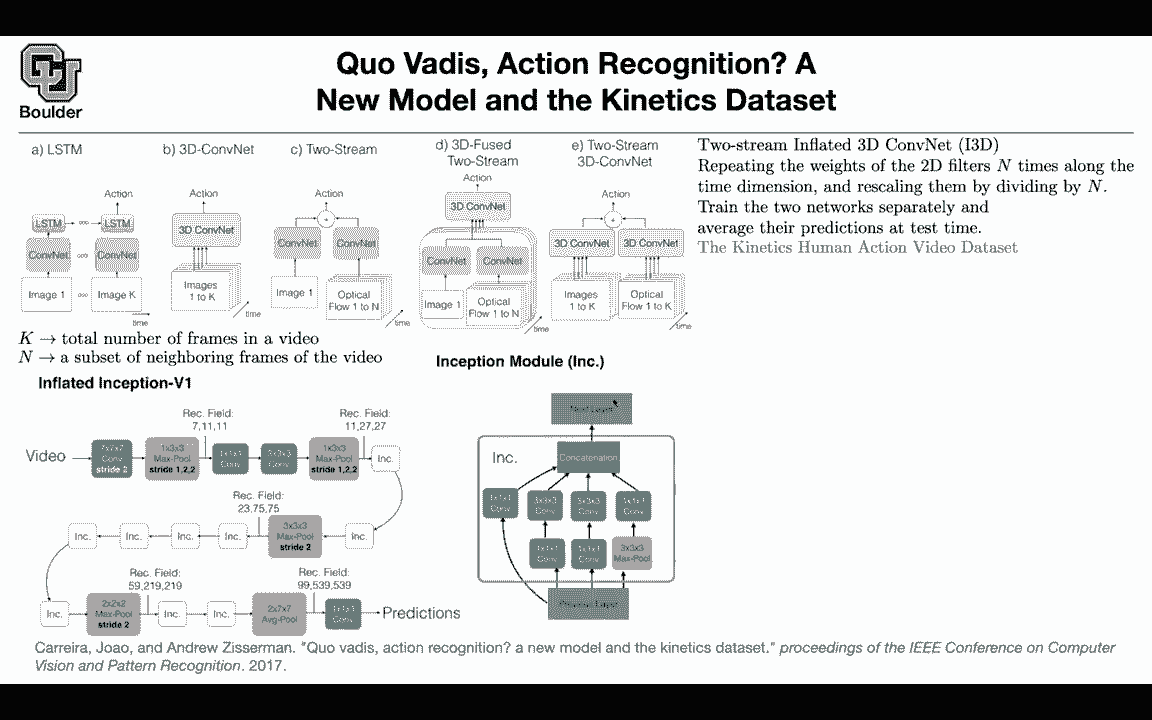 Boulder
Quo Vadis, Action Recognition? A
New Model and the Kinetics Dataset
a) LSTM
Action
LSTM
LSTM
ConvNet
ConvNet
Image 1
Image K
time
b) 3D-ConvNet
Action
3D ConvNet
Images
1 to K
time
c) Two-Stream
Action
+
ConvNet
ConvNet
Image 1
Optical
Flow 1 to N
time
d) 3D-Fused
Two-Stream
Action
3D ConvNet
ConvNet
ConvNet
Image 1
Optical
Flow 1 to N
time
e) Two-Stream
3D-ConvNet
Action
+
3D ConvNet
3D ConvNet
Images
1 to K
Optical
Flow 1 to K
time
Two-stream Inflated 3D ConvNet (I3D)
Repeating the weights of the 2D filters N times along the
time dimension, and rescaling them by dividing by N.
Train the two networks separately and
average their predictions at test time.
The Kinetics Human Action Video Dataset
K → total number of frames in a video
N → a subset of neighboring frames of the video
Inflated Inception-V1
Video
7x7x7
Conv
stride 2
1x3x3
Max-Pool
stride 1,2,2
Rec. Field:
7,11,11
1x1x1
Conv
3x3x3
Conv
1x3x3
Max-Pool
stride 1,2,2
Rec. Field:
11,27,27
Inc.
Inc.
3x3x3
Max-Pool
stride 2
Rec. Field:
23,75,75
Inc.
Inc.
Inc.
Inc.
Inc.
Inc.
2x2x2
Max-Pool
stride 2
Rec. Field:
59,219,219
Inc.
Inc.
2x7x7
Avg-Pool
Rec. Field:
99,539,539
1x1x1
Conv
Predictions
Inception Module (Inc.)
Next Layer
Inc.
Concatenation
1x1x1
Conv
3x3x3
Conv
3x3x3
Conv
1x1x1
Conv
1x1x1
Conv
1x1x1
Conv
3x3x3
Max-Pool
Previous Layer
Carreira, Joao, and Andrew Zisserman. "Quo vadis, action recognition? a new model and the kinetics dataset." proceedings of the IEEE Conference on Computer
Vision and Pattern Recognition. 2017.